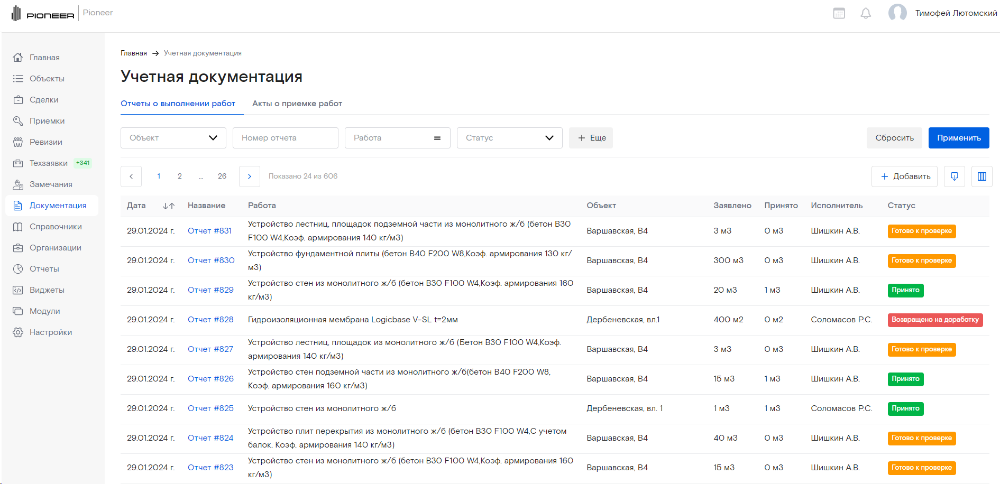 PIONEER Pioneer
Тимофей Лютомский
Главная
Объекты
Сделки
Приемки
Ревизии
Техзаявки +341
Замечания
Документация
Справочники
Организации
Отчеты
Виджеты
Модули
Настройки
Главная → Учетная документация
Учетная документация
Отчеты о выполнении работ Акты о приемке работ
Объект Номер отчета Работа Статус + Еще Сбросить Применить
1 2 ... 26 Показано 24 из 606 + Добавить
Дата Название Работа Объект Заявлено Принято Исполнитель Статус
29.01.2024 г. Отчет #831 Устройство лестниц, площадок подземной части из монолитного ж/б (бетон B30
F100 W4,Коэф. армирования 140 кг/м3) Варшавская, В4 3 м3 0 м3 Шишкин А.В. Готово к проверке
29.01.2024 г. Отчет #830 Устройство фундаментной плиты (бетон B40 F200 W8,Коэф. армирования 130 кг/
м3) Варшавская, В4 300 м3 0 м3 Шишкин А.В. Готово к проверке
29.01.2024 г. Отчет #829 Устройство стен из монолитного ж/б (бетон B30 F100 W4,Коэф. армирования 160
кг/м3) Варшавская, В4 20 м3 1 м3 Шишкин А.В. Принято
29.01.2024 г. Отчет #828 Гидроизоляционная мембрана Logicbase V-SL t=2мм Дербеневская, вл.1 400 м2 0 м2 Соломасов Р.С. Возвращено на доработку
29.01.2024 г. Отчет #827 Устройство лестниц, площадок из монолитного ж/б (Бетон B30 F100 W4,Коэф.
армирования 140 кг/м3) Варшавская, В4 3 м3 0 м3 Шишкин А.В. Готово к проверке
29.01.2024 г. Отчет #826 Устройство стен подземной части из монолитного ж/б(бетон B40 F200 W8,
Коэф. армирования 160 кг/м3) Варшавская, В4 15 м3 1 м3 Шишкин А.В. Принято
29.01.2024 г. Отчет #825 Устройство стен из монолитного ж/б Дербеневская, вл. 1 1 м3 1 м3 Соломасов Р.С. Принято
29.01.2024 г. Отчет #824 Устройство плит перекрытия из монолитного ж/б (бетон B30 F100 W4,С учетом
балок. Коэф. армирования 140 кг/м3) Варшавская, В4 40 м3 0 м3 Шишкин А.В. Готово к проверке
29.01.2024 г. Отчет #823 Устройство стен из монолитного ж/б (бетон B30 F100 W4,Коэф. армирования 160
кг/м3) Варшавская, В4 15 м3 0 м3 Шишкин А.В. Готово к проверке